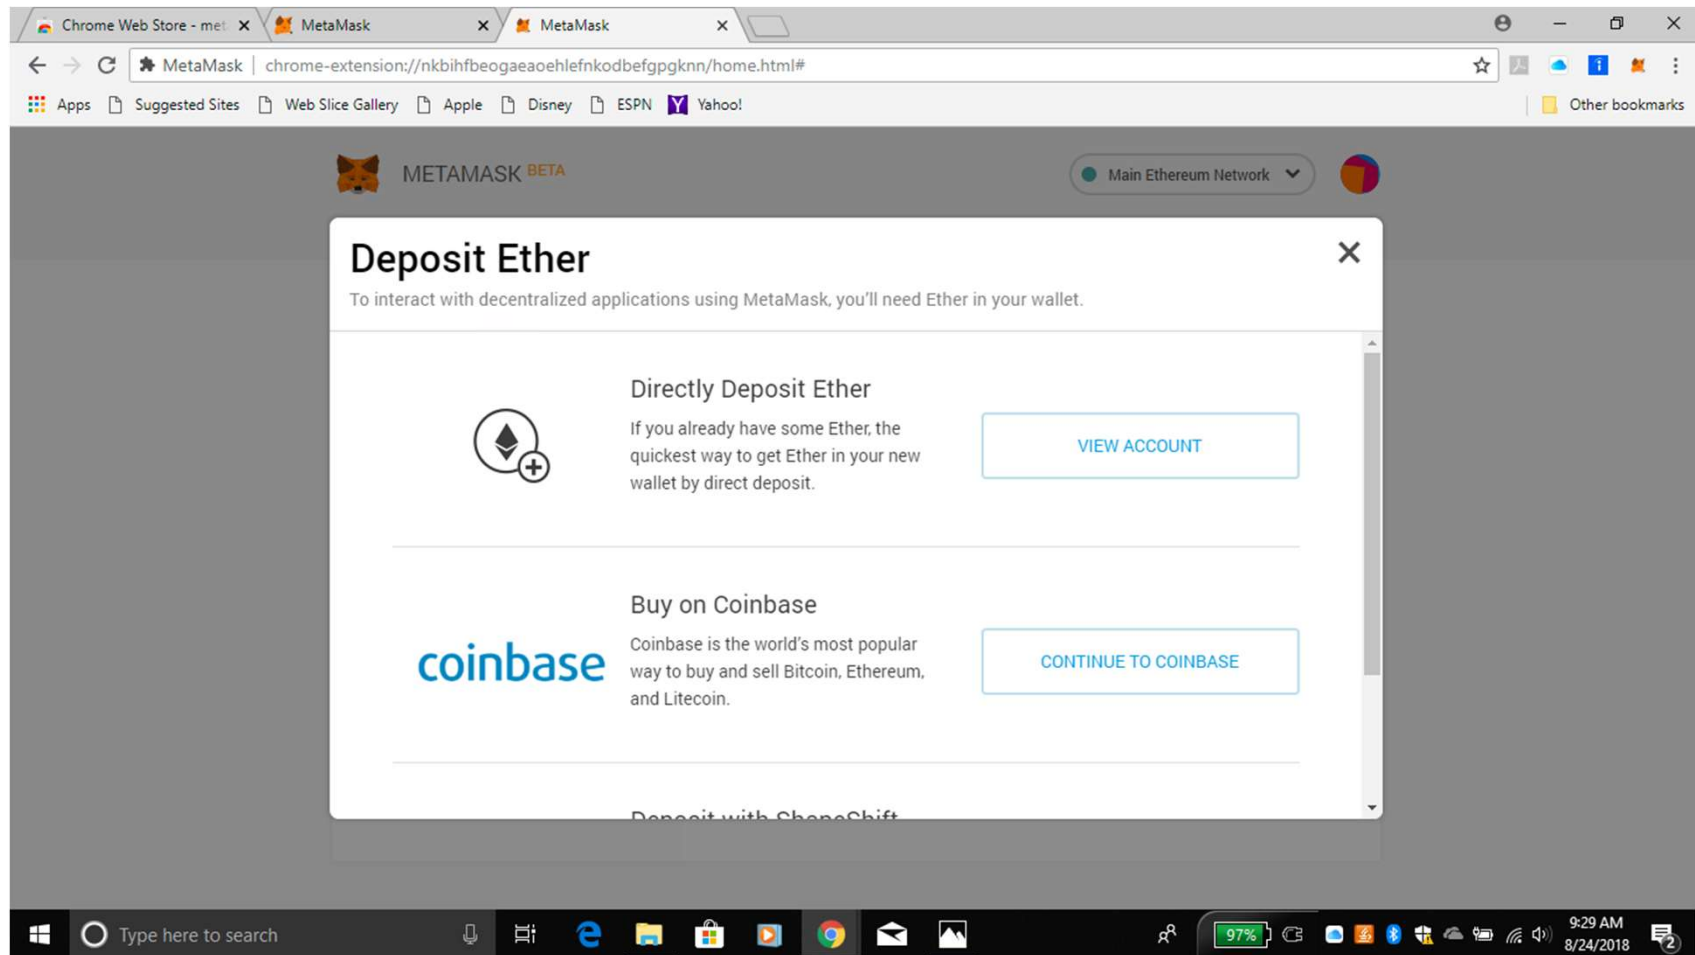 Chrome Web Store - met
MetaMask
MetaMask
MetaMask | chrome-extension://nkbihfbeogaeaoehlefnkodbefgpgknn/home.html#
Apps Suggested Sites Web Slice Gallery Apple Disney ESPN Yahoo! Other bookmarks
METAMASK BETA
Main Ethereum Network
Deposit Ether
To interact with decentralized applications using MetaMask, you'll need Ether in your wallet.
Directly Deposit Ether
If you already have some Ether, the
quickest way to get Ether in your new
wallet by direct deposit.
VIEW ACCOUNT
Buy on Coinbase
coinbase
Coinbase is the world's most popular
way to buy and sell Bitcoin, Ethereum,
and Litecoin.
CONTINUE TO COINBASE
Deposit with ShapeShift
Type here to search
97%
9:29 AM
8/24/2018
2